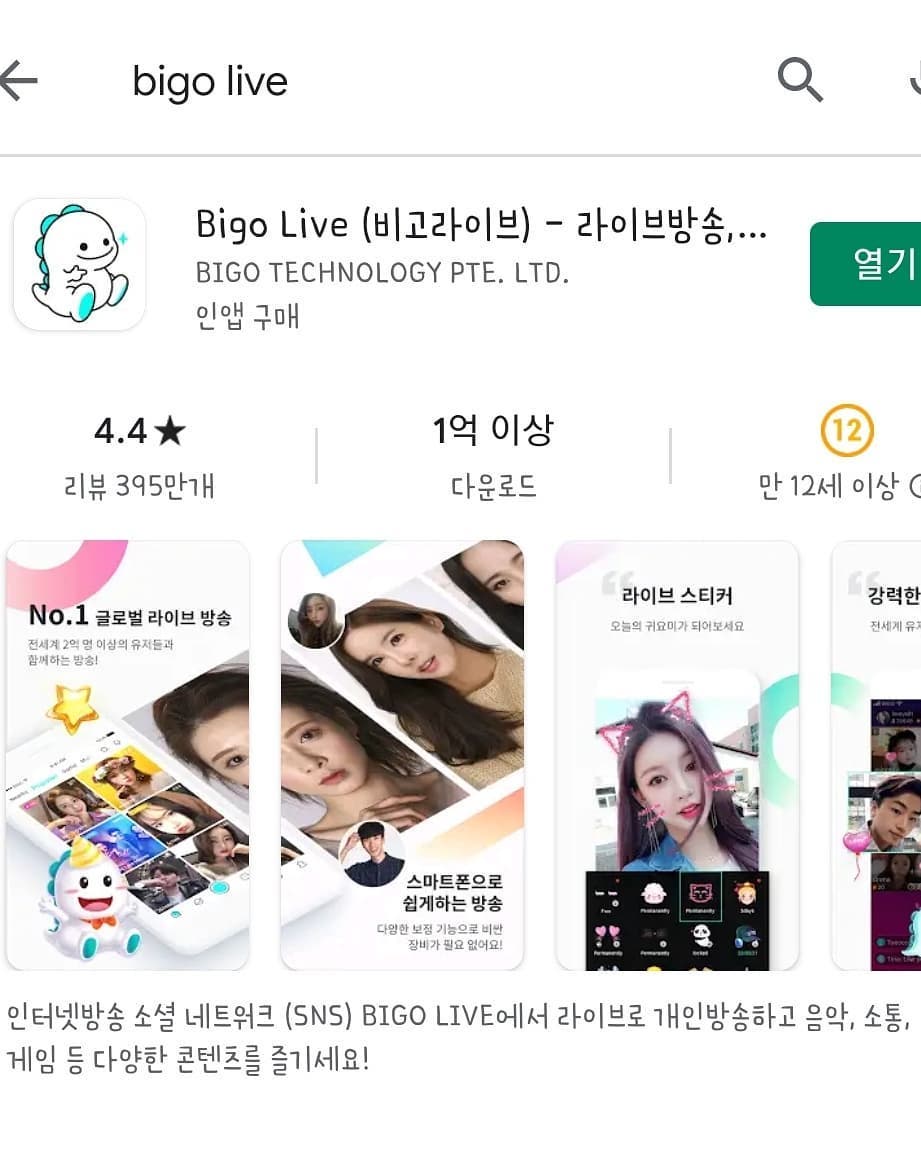 bigo live
Bigo Live (비고라이브) - 라이브방송,...
BIGO TECHNOLOGY PTE. LTD.
인앱 구매
열기
4.4★
리뷰 395만개
1억 이상
다운로드
12
만 12세 이상
No.1 글로벌 라이브 방송
전세계 2억 명 이상의 유저들과
함께하는 방송!
스마트폰으로
쉽게하는 방송
다양한 보정 기능으로 비싼
장비가 필요 없어요!
라이브 스티커
오늘의 귀요미가 되어보세요
Free
Permanently
Permanently
Permanently
Permanently
강력한
전세계 유저
인터넷방송 소셜 네트워크 (SNS) BIGO LIVE에서 라이브로 개인방송하고 음악, 소통,
게임 등 다양한 콘텐츠를 즐기세요!